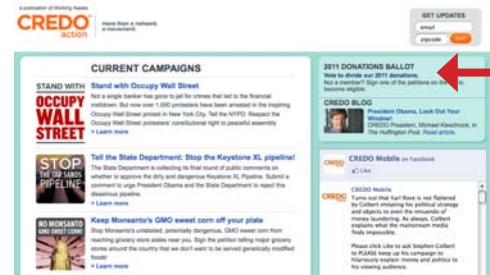 a publication of Working Assets
CREDO
action
more than a network.
a movement.
GET UPDATES
email
zipcode
CURRENT CAMPAIGNS
STAND WITH
OCCUPY
WALL
STREET
Stand with Occupy Wall Street
Not a single banker has gone to jail for crimes that led to the financial
meltdown. But now over 1,000 protesters have been arrested in the inspiring
Occupy Wall Street protest in New York City. Tell the NYPD: Respect the
Occupy Wall Street protesters' constitutional right to peaceful assembly
» Learn more
STOP
THE TAR SANDS
PIPELINE
Tell the State Department: Stop the Keystone XL pipeline!
The State Department is collecting its final round of public comments on
whether to approve the dirty and dangerous Keystone XL Pipeline. Submit a
comment to urge President Obama and the State Department to reject this
disastrous pipeline.
» Learn more
NO MONSANTO
GMO SWEET CORN!
Keep Monsanto's GMO sweet corn off your plate
Stop Monsanto's unlabeled, potentially dangerous, GMO sweet corn from
reaching grocery store aisles near you. Sign the petition telling major grocery
stores around the country that we don't want to be served genetically modified
foods!
» Learn more
2011 DONATIONS BALLOT
Vote to divide our 2011 donations.
Not a member? Sign one of the petitions on the to
become eligible.
CREDO BLOG
President Obama, Look Out Your
Window!
CREDO President, Michael Kieschnick, in
The Huffington Post. Read article.
CREDO
CREDO Mobile on Facebook
Like
CREDO
CREDO Mobile
Turns out that Karl Rove is not flattered
by Colbert imitating his political strategy
and objects to even the innuendo of
money laundering. As always, Colbert
explains what the mainstream media
finds impossible.
Please click Like to ask Stephen Colbert
to PLEASE keep up his campaign to
hilariously explain money and politics to
his viewing audience.